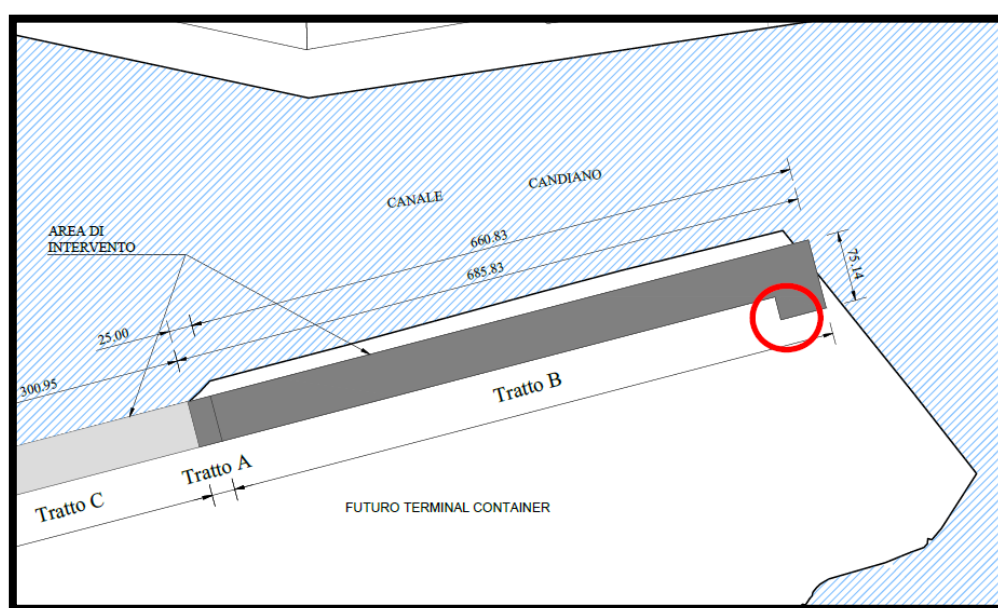 CANALE CANDIANO
AREA DI
INTERVENTO
660.83
685.83
75.14
25.00
300.95
Tratto B
Tratto A
Tratto C
FUTURO TERMINAL CONTAINER